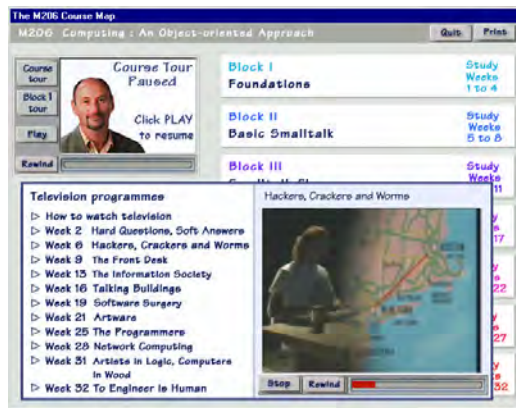 The M206 Course Map
M206 Computing : An Object-oriented Approach
Quit
Print
Course tour
Block 1 tour
Play
Rewind
Course Tour
Paused
Click PLAY
to resume
Block I
Foundations
Study
Weeks
1 to 4
Block II
Basic Smalltalk
Study
Weeks
5 to 8
Block III
Study
Weeks
11
17
22
27
32
Television programmes
▷ How to watch television
▷ Week 2 Hard Questions, Soft Answers
▷ Week 6 Hackers, Crackers and Worms
▷ Week 9 The Front Desk
▷ Week 13 The Information Society
▷ Week 16 Talking Buildings
▷ Week 19 Software Surgery
▷ Week 21 Artware
▷ Week 25 The Programmers
▷ Week 28 Network Computing
▷ Week 31 Artists in Logic, Computers
in Wood
▷ Week 32 To Engineer is Human
Hackers, Crackers and Worms
Stop
Rewind